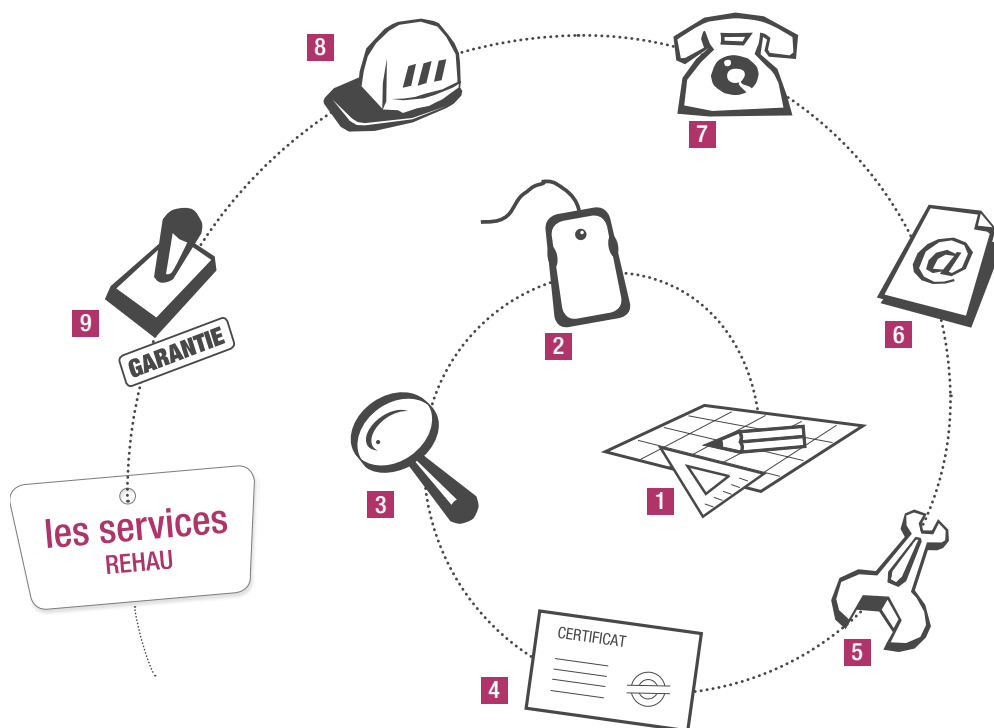 8
7
9
GARANTIE
2
6
3
1
les services
REHAU
CERTIFICAT
5
4
@